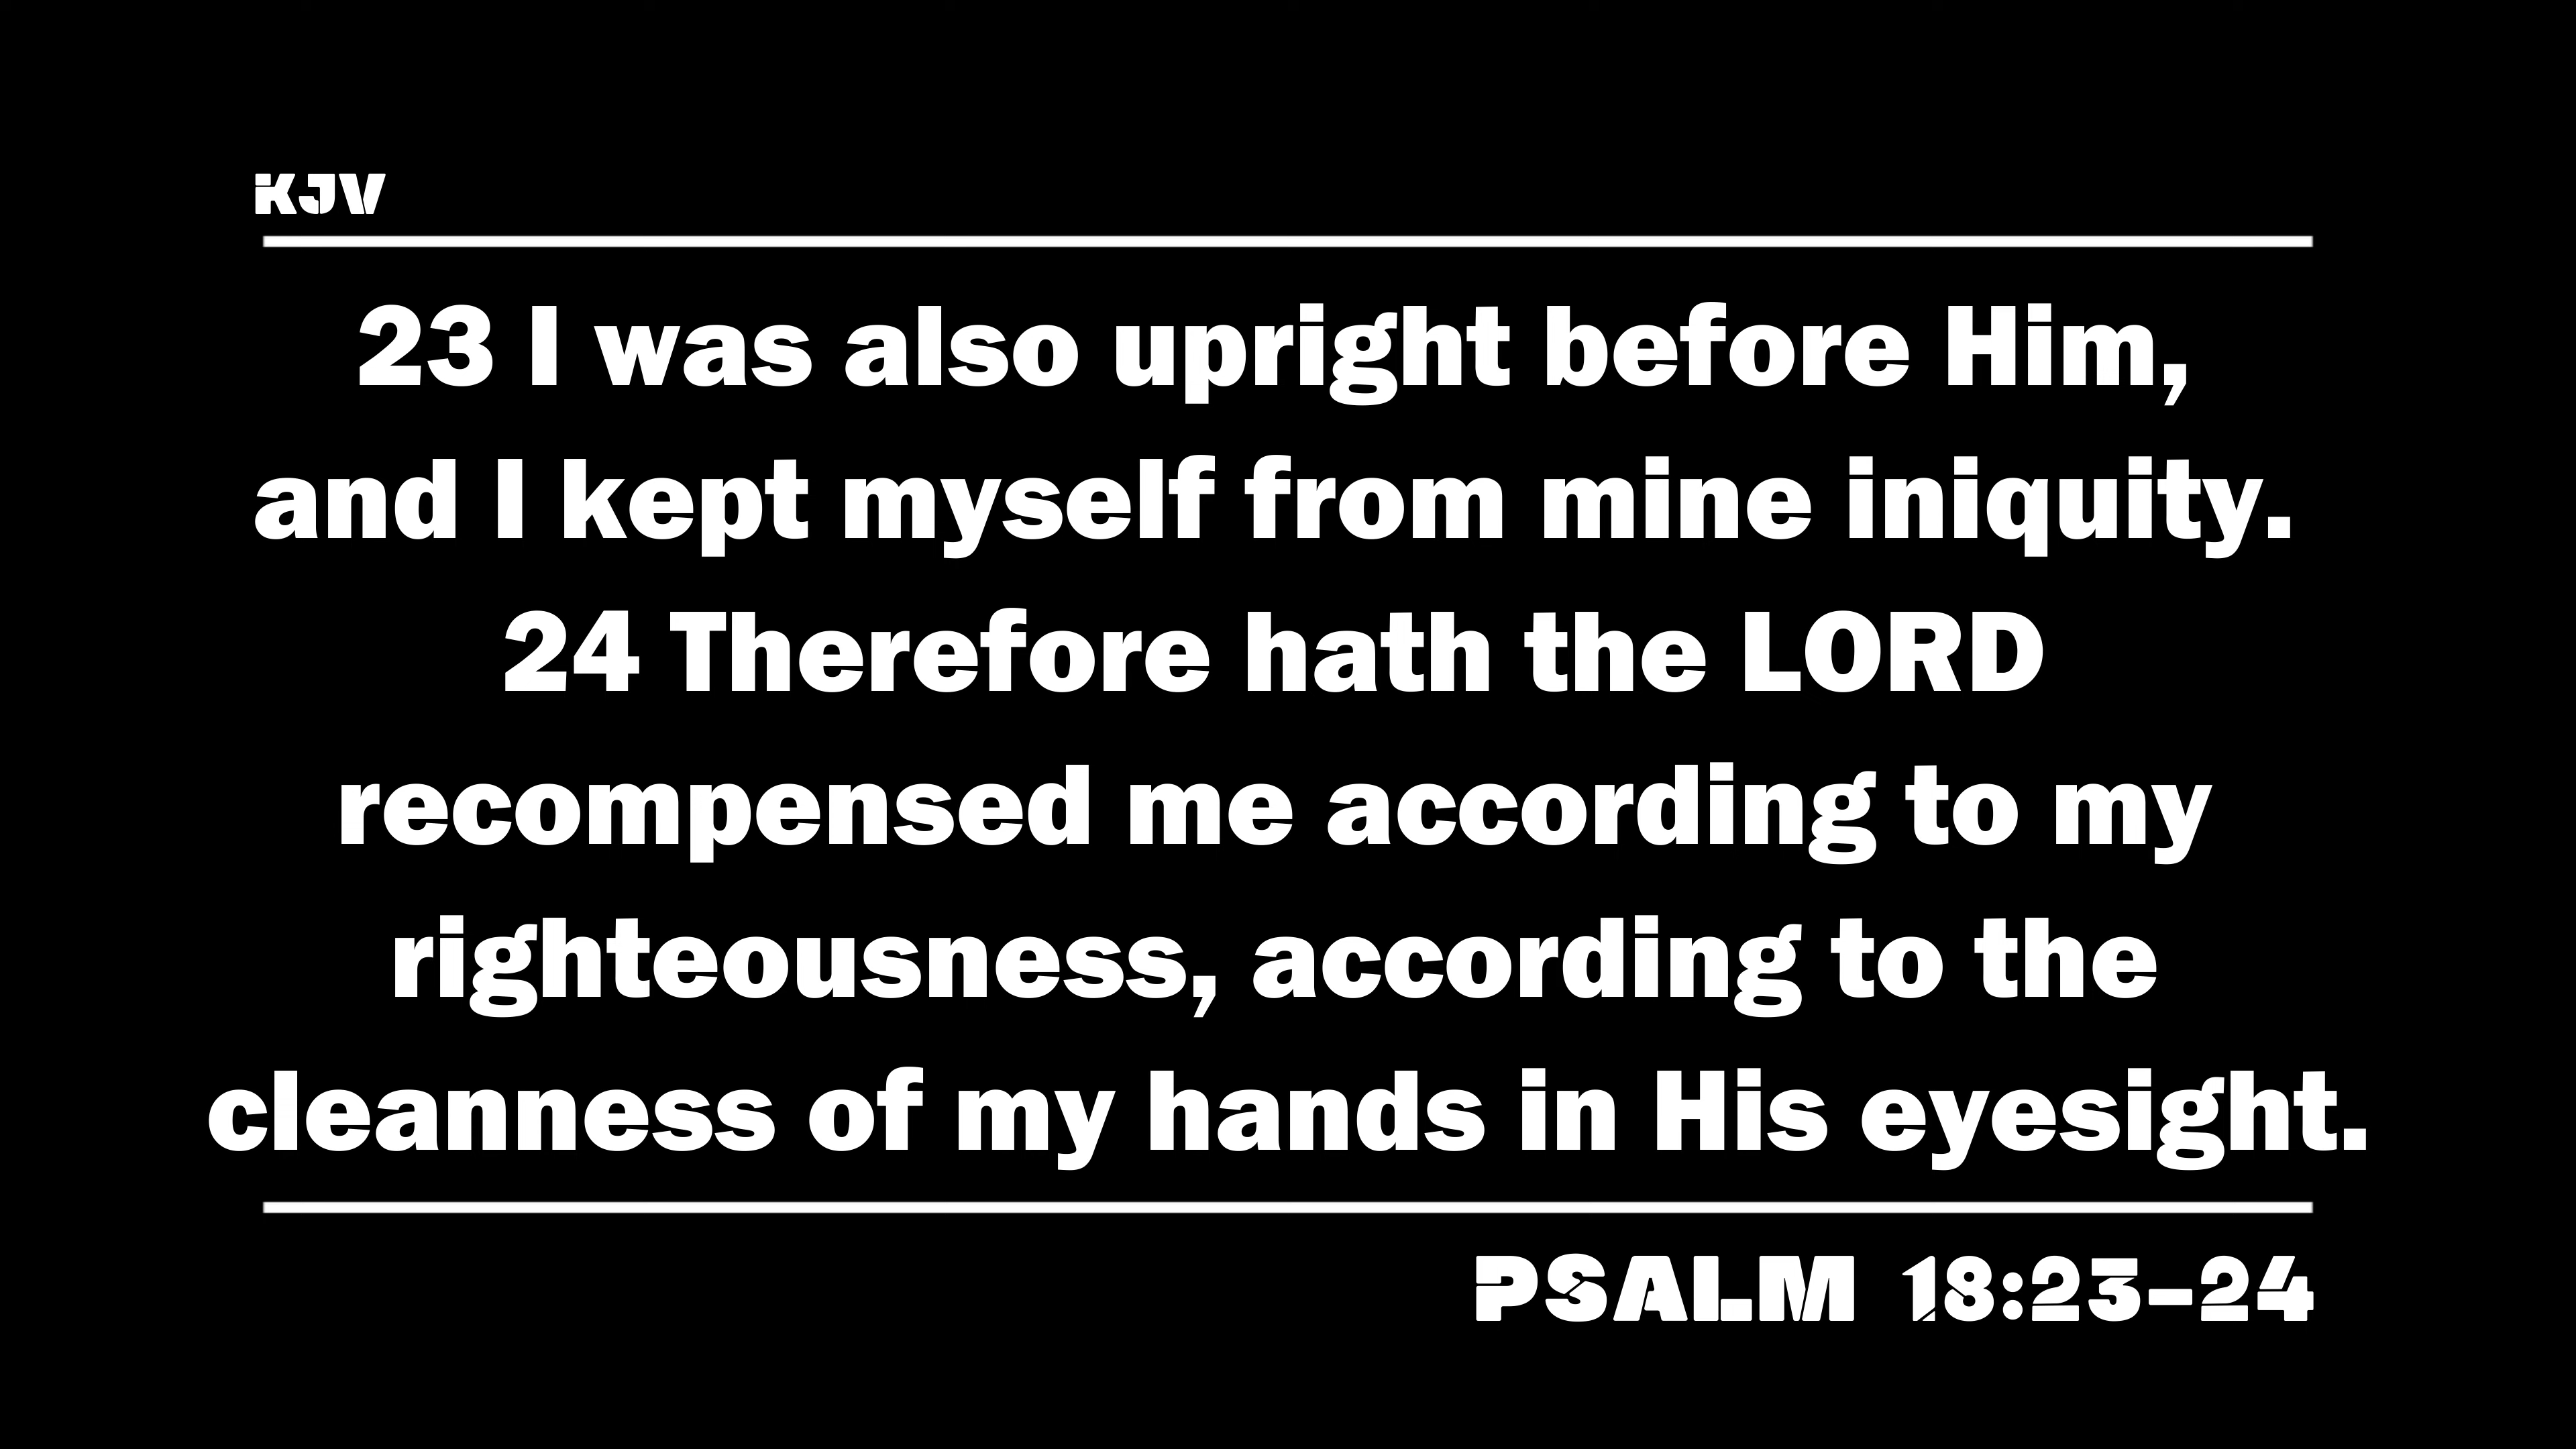 KJV
23 I was also upright before Him,
and I kept myself from mine iniquity.
24 Therefore hath the LORD
recompensed me according to my
righteousness, according to the
cleanness of my hands in His eyesight.
PSALM 18:23–24